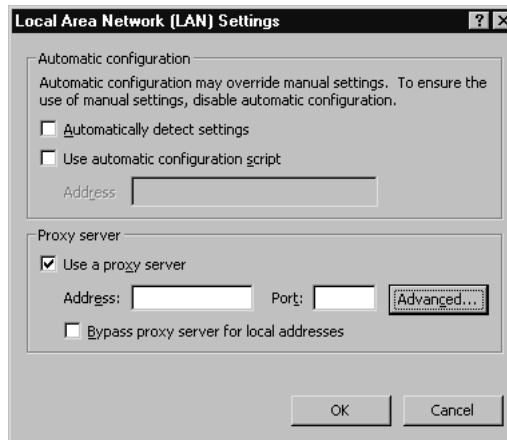 Local Area Network (LAN) Settings
Automatic configuration
Automatic configuration may override manual settings. To ensure the
use of manual settings, disable automatic configuration.
Automatically detect settings
Use automatic configuration script
Address
Proxy server
Use a proxy server
Address: Port: Advanced...
Bypass proxy server for local addresses
OK Cancel